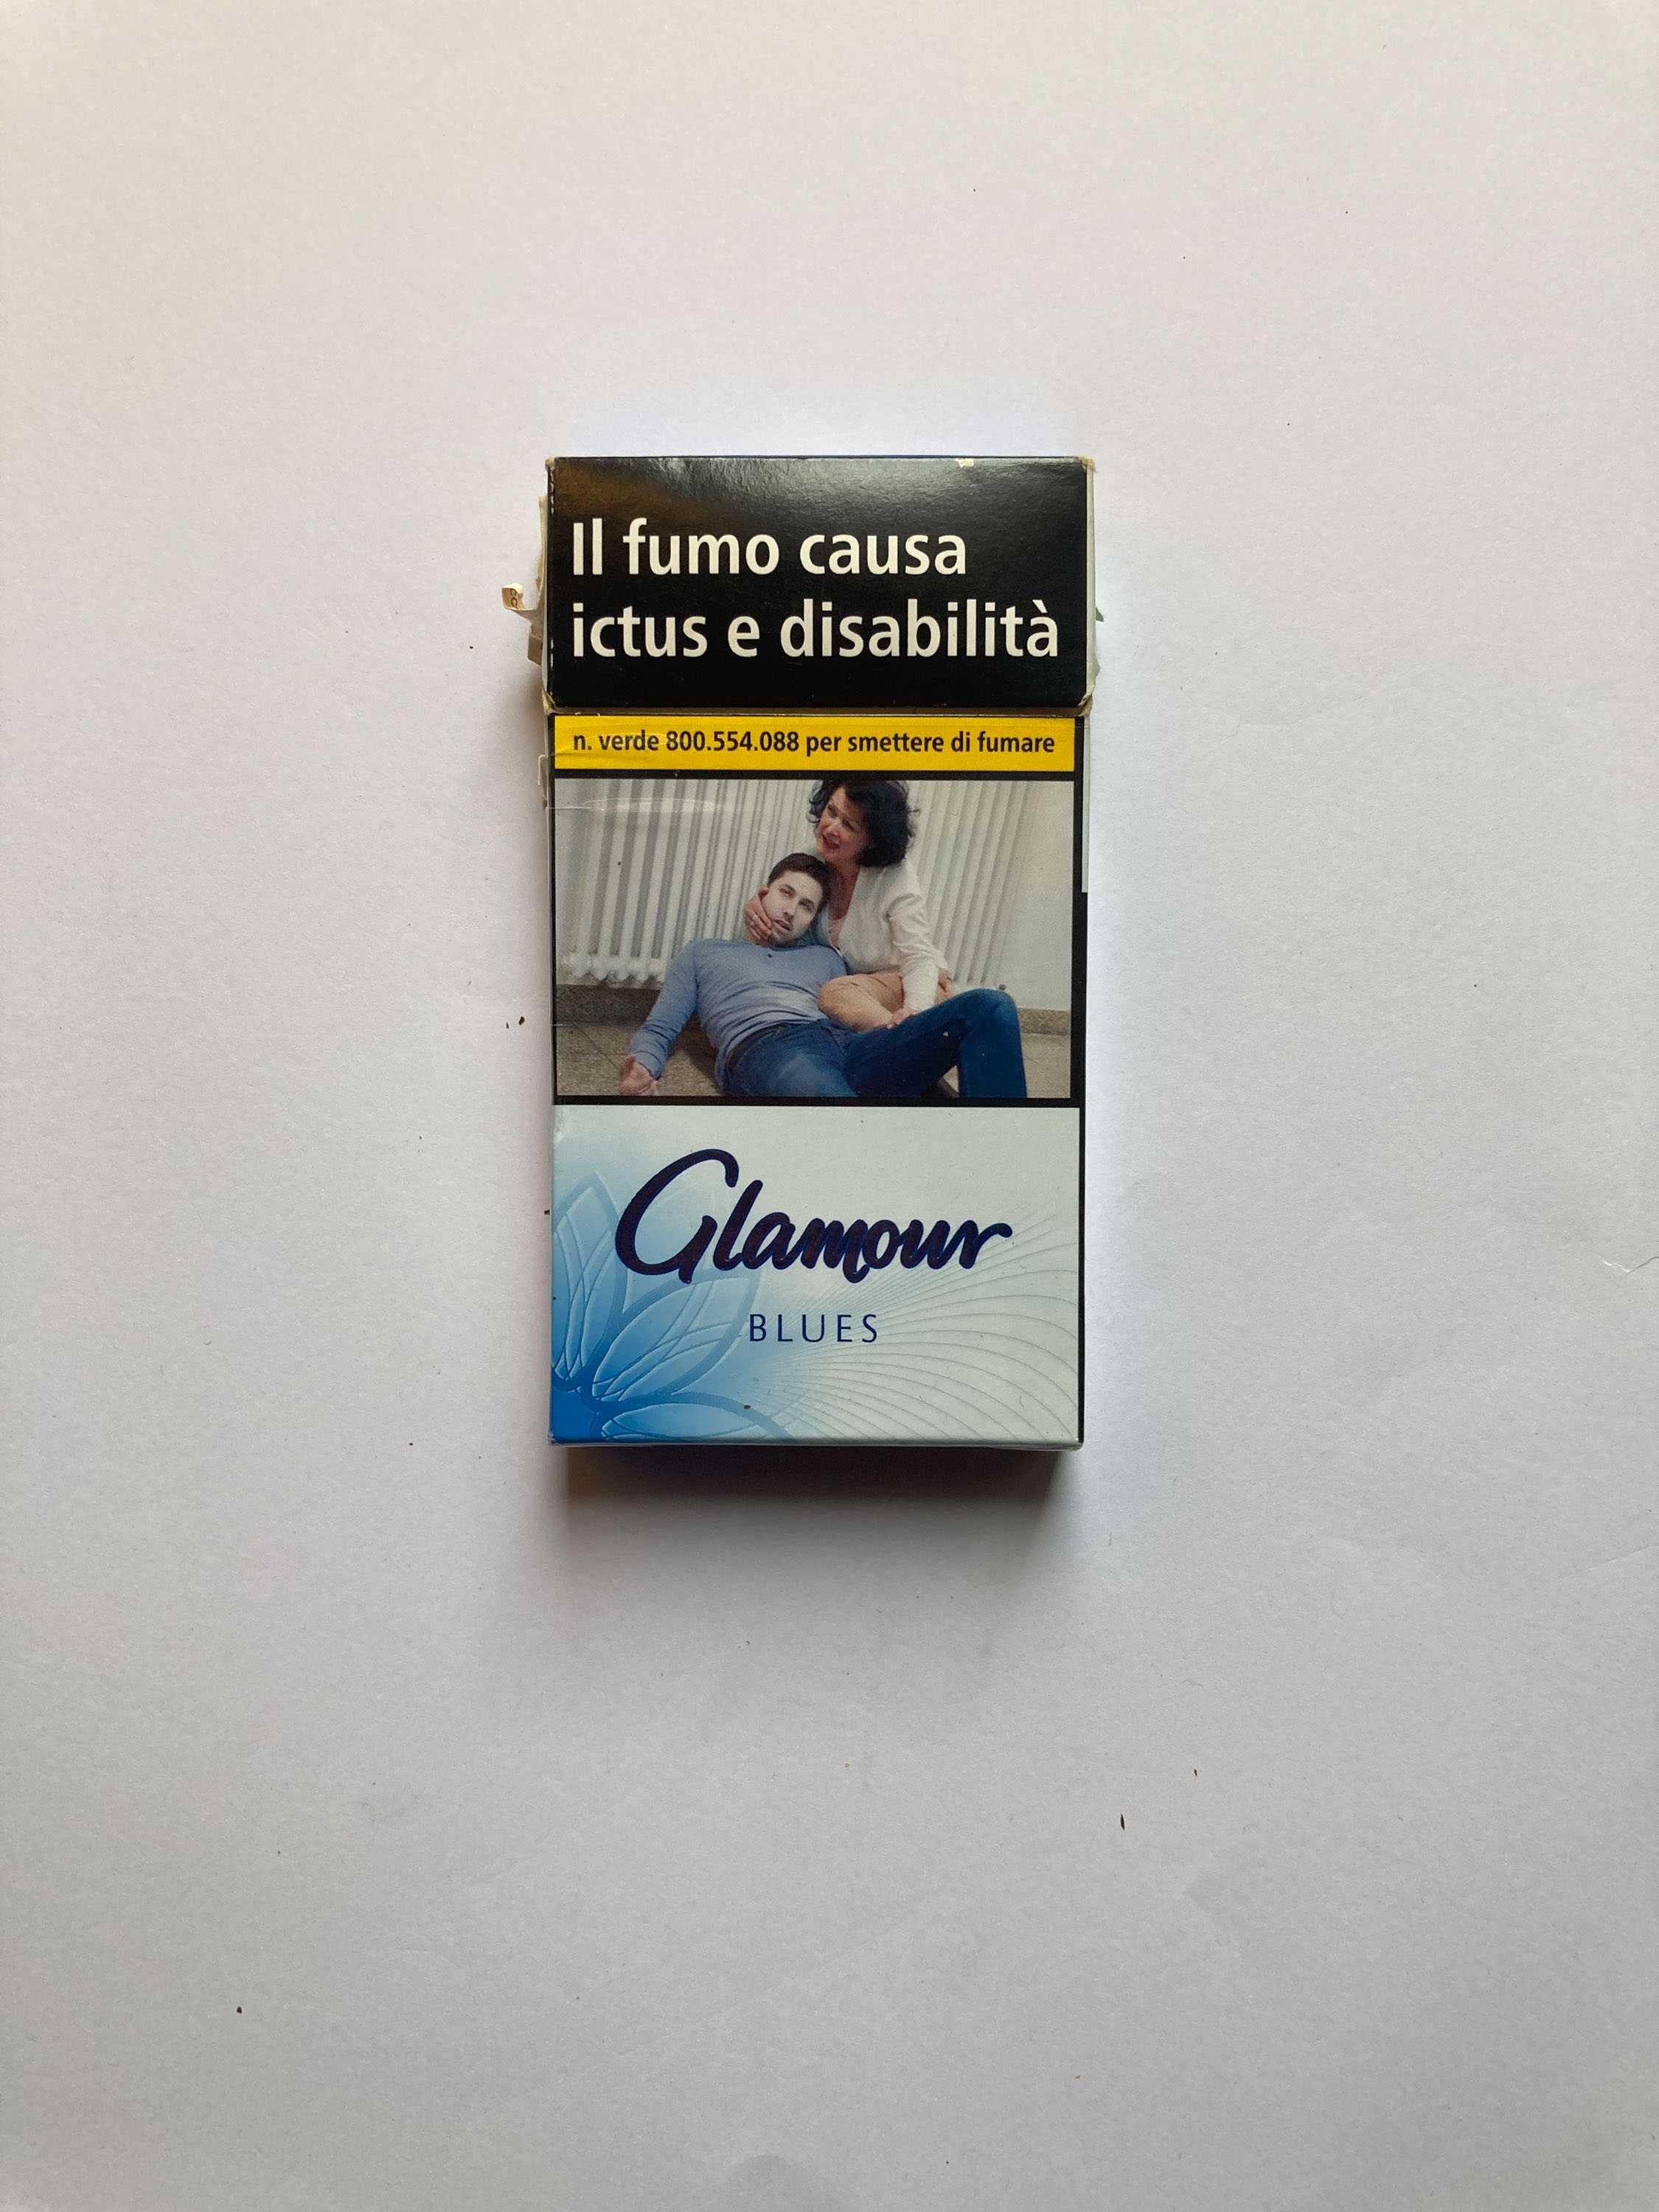 Il fumo causa
ictus e disabilità
n. verde 800.554.088 per smettere di fumare
Glamour
BLUES